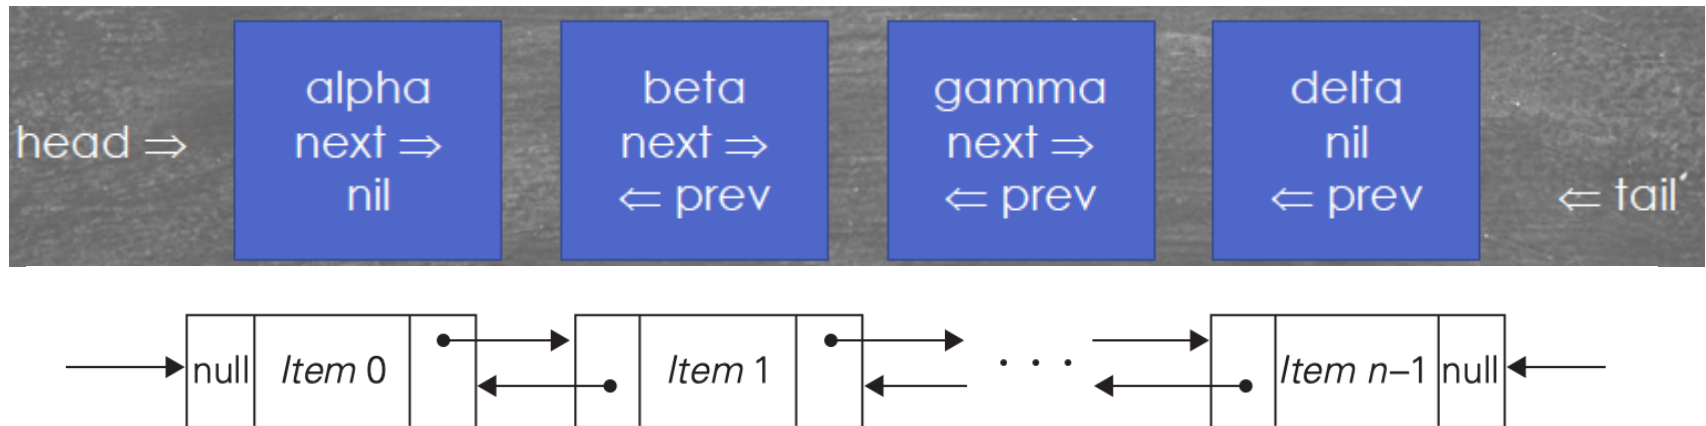 alpha beta gamma delta
head ⇒ next ⇒ next ⇒ next ⇒ nil
nil ⇐ prev ⇐ prev ⇐ prev ⇐ tail
null Item 0 Item 1 . . . Item n–1 null